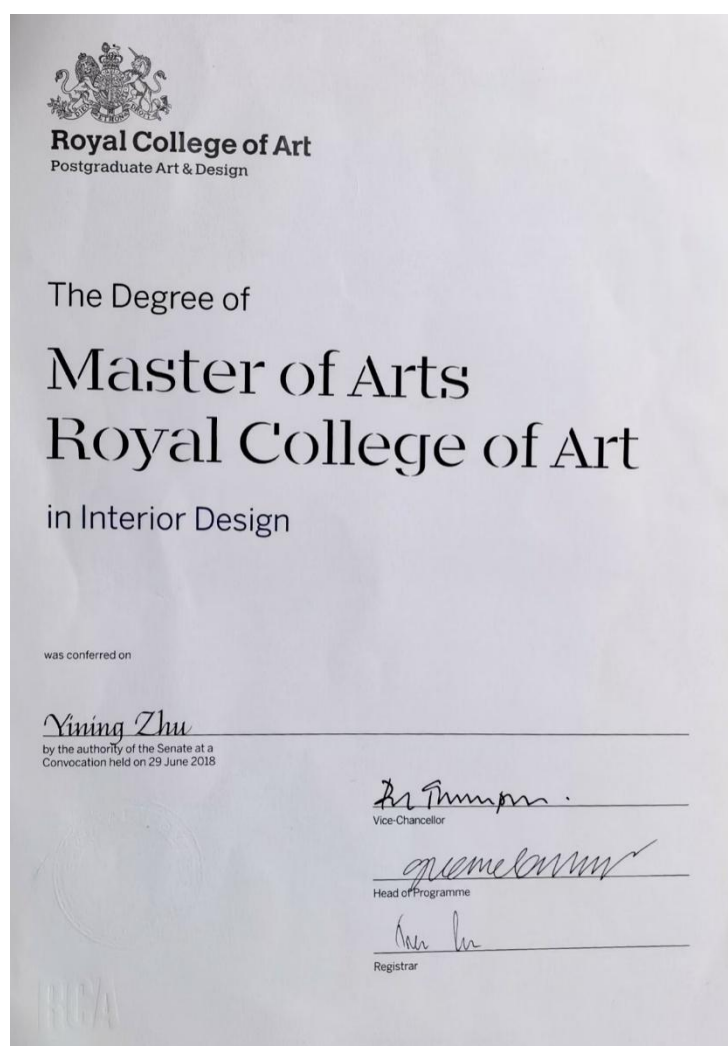 Royal College of Art
Postgraduate Art & Design
The Degree of
Master of Arts
Royal College of Art
in Interior Design
was conferred on
Yining Zhu
by the authority of the Senate at a
Convocation held on 29 June 2018
Vice-Chancellor
Head of Programme
Registrar
RCA